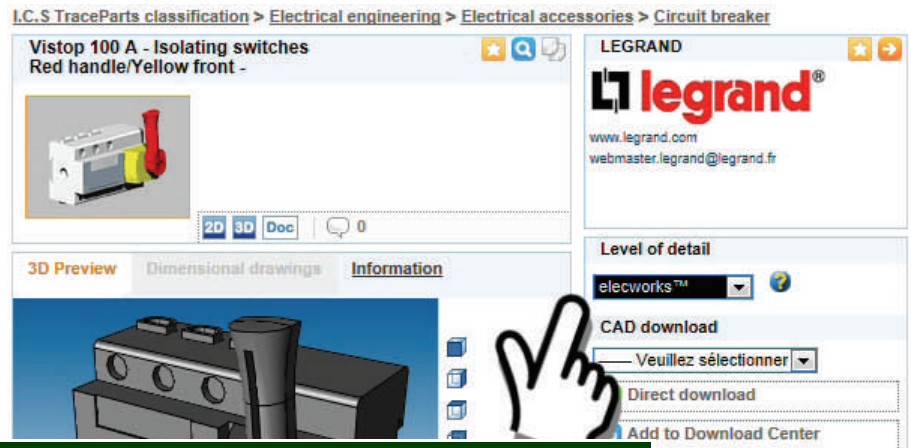 I.C.S TraceParts classification > Electrical engineering > Electrical accessories > Circuit breaker
Vistop 100 A - Isolating switches
Red handle/Yellow front -
2D 3D Doc 0
3D Preview Dimensional drawings Information
LEGRAND
legrand®
www.legrand.com
webmaster.legrand@legrand.fr
Level of detail
elecworks™
CAD download
—— Veuillez sélectionner
Direct download
Add to Download Center